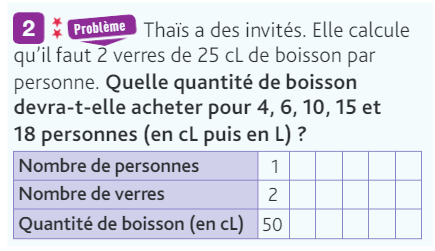 2 Problème Thaïs a des invités. Elle calcule
qu'il faut 2 verres de 25 cL de boisson par
personne. Quelle quantité de boisson
devra-t-elle acheter pour 4, 6, 10, 15 et
18 personnes (en cL puis en L) ?
Nombre de personnes 1
Nombre de verres 2
Quantité de boisson (en cL) 50